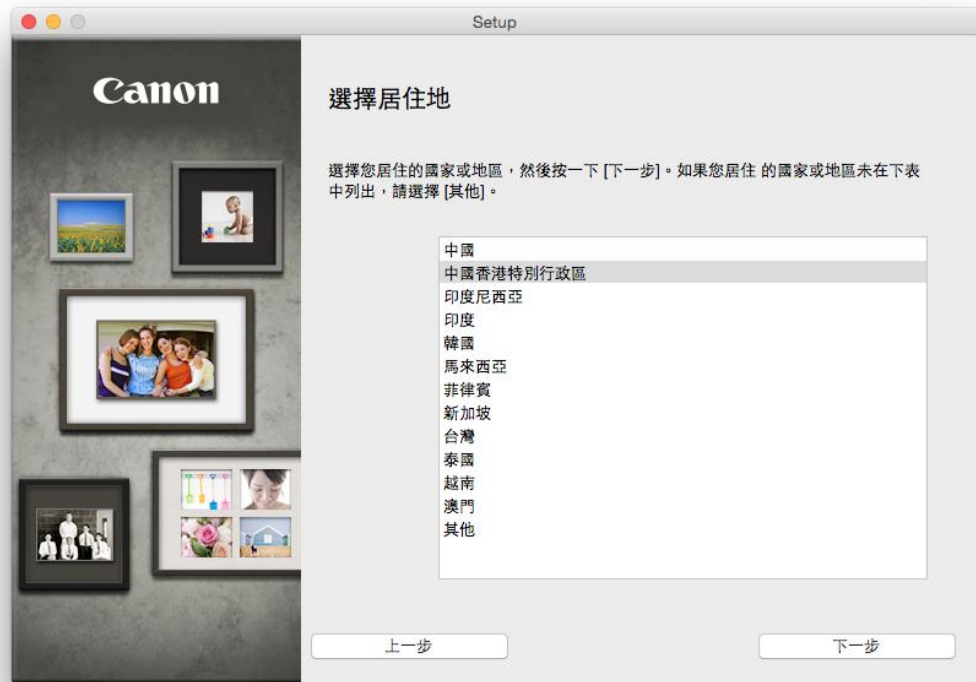 Setup
Canon
選擇居住地
選擇您居住的國家或地區，然後按一下 [下一步]。如果您居住 的國家或地區未在下表
中列出，請選擇 [其他]。
中國
中國香港特別行政區
印度尼西亞
印度
韓國
馬來西亞
菲律賓
新加坡
台灣
泰國
越南
澳門
其他
上一步
下一步